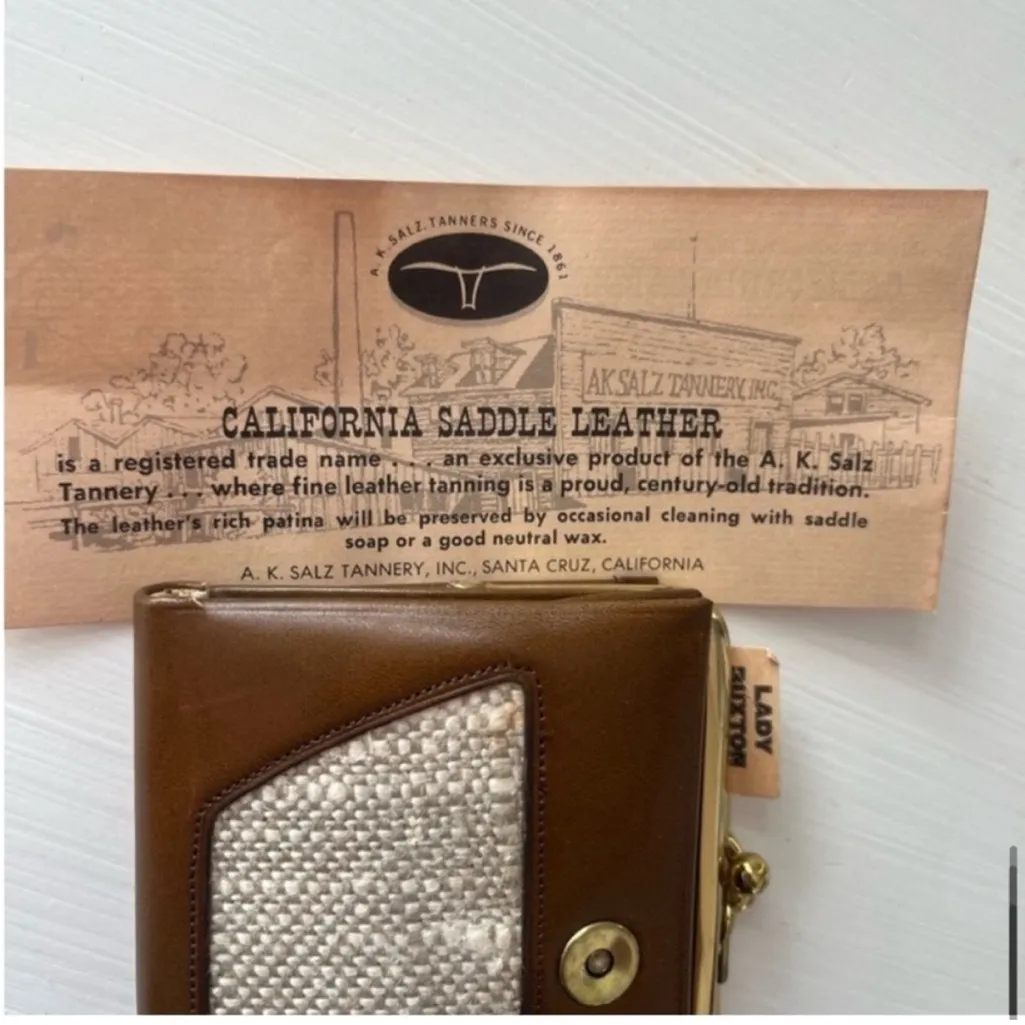 A. K. SALZ. TANNERS SINCE 1861
AK SALZ TANNERY, INC.
CALIFORNIA SADDLE LEATHER
is a registered trade name . . . an exclusive product of the A. K. Salz
Tannery . . . where fine leather tanning is a proud, century-old tradition.
The leather's rich patina will be preserved by occasional cleaning with saddle
soap or a good neutral wax.
A. K. SALZ TANNERY, INC., SANTA CRUZ, CALIFORNIA
LADY
BUXTON